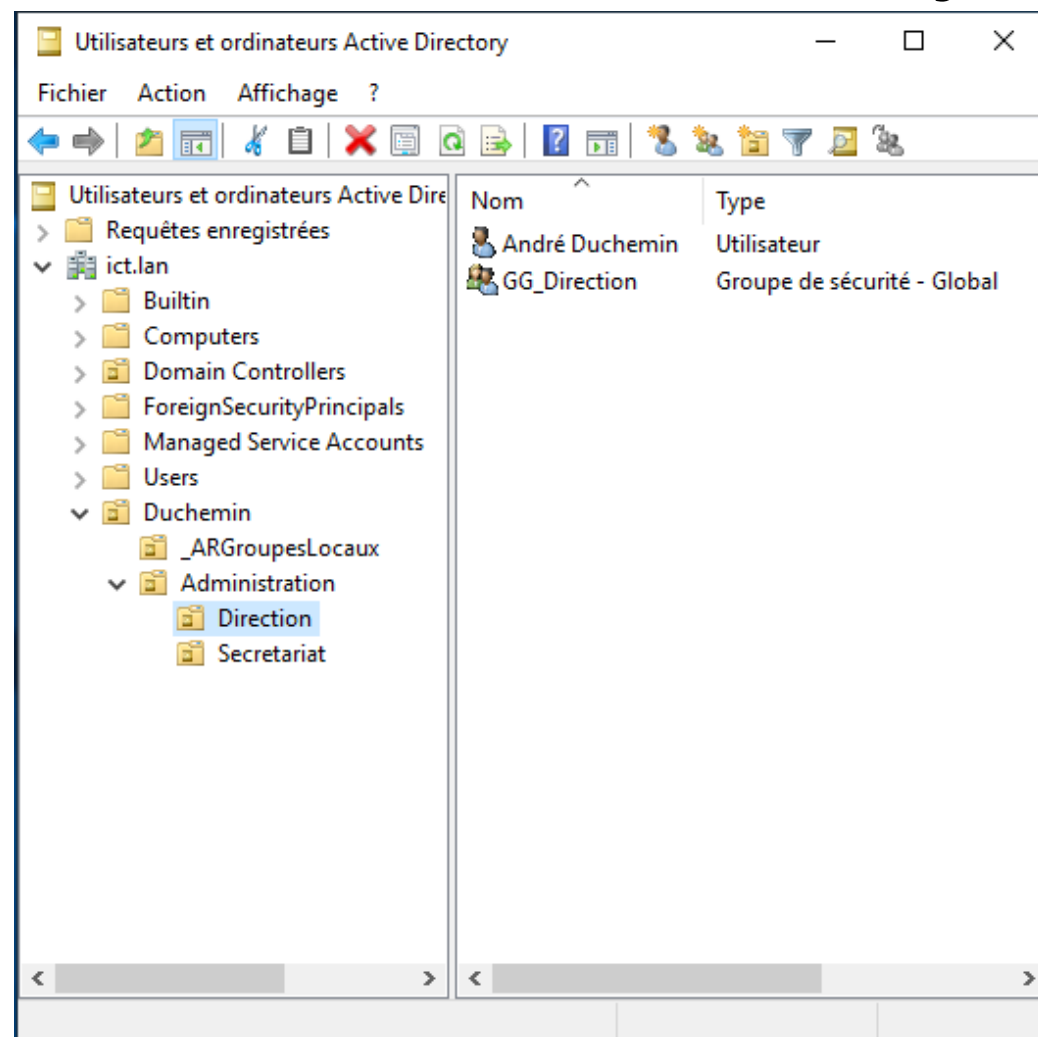 Utilisateurs et ordinateurs Active Directory
Fichier Action Affichage ?
Utilisateurs et ordinateurs Active Dire
Requêtes enregistrées
ict.lan
Builtin
Computers
Domain Controllers
ForeignSecurityPrincipals
Managed Service Accounts
Users
Duchemin
_ARGroupesLocaux
Administration
Direction
Secretariat
Nom Type
André Duchemin Utilisateur
GG_Direction Groupe de sécurité - Global